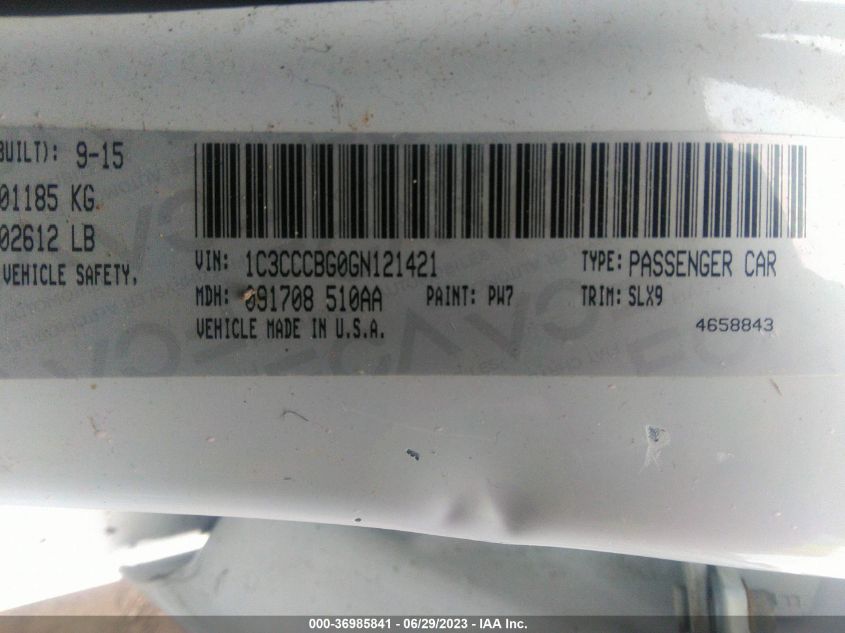 BUILT): 9-15
01185 KG
02612 LB
VEHICLE SAFETY,
VIN: 1C3CCCBG0GN121421 TYPE: PASSENGER CAR
MDH: 091708 510AA PAINT: PW7 TRIM: SLX9
VEHICLE MADE IN U.S.A.
4658843
000-36985841 - 06/29/2023 - IAA Inc.